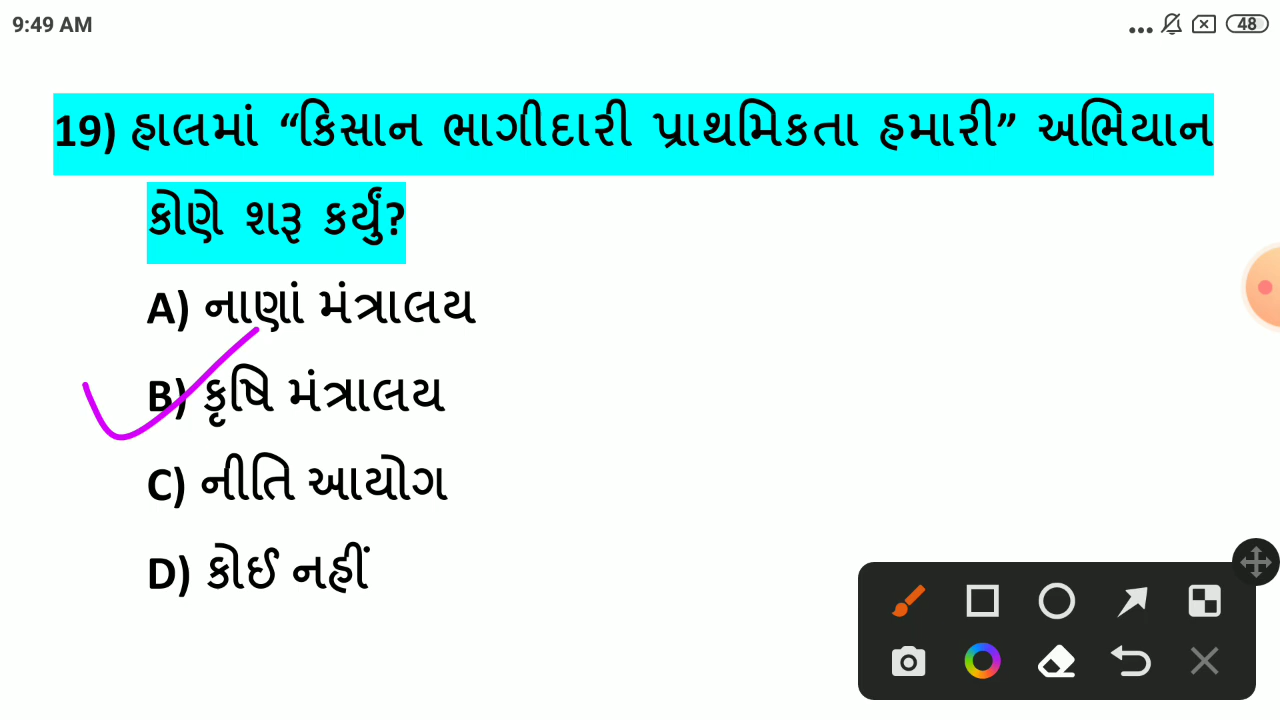 9:49 AM
48
19) હાલમાં “કિસાન ભાગીદારી પ્રાથમિકતા હમારી” અભિયાન
કોણે શરૂ કર્યું?
A) નાણાં મંત્રાલય
B) કૃષિ મંત્રાલય
C) નીતિ આયોગ
D) કોઈ નહીં